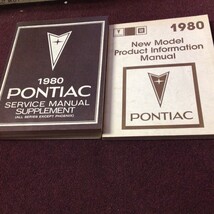 1980
PONTIAC
SERVICE MANUAL
SUPPLEMENT
(ALL SERIES EXCEPT PHOENIX)
1980
New Model
Product Information
Manual
PONTIAC